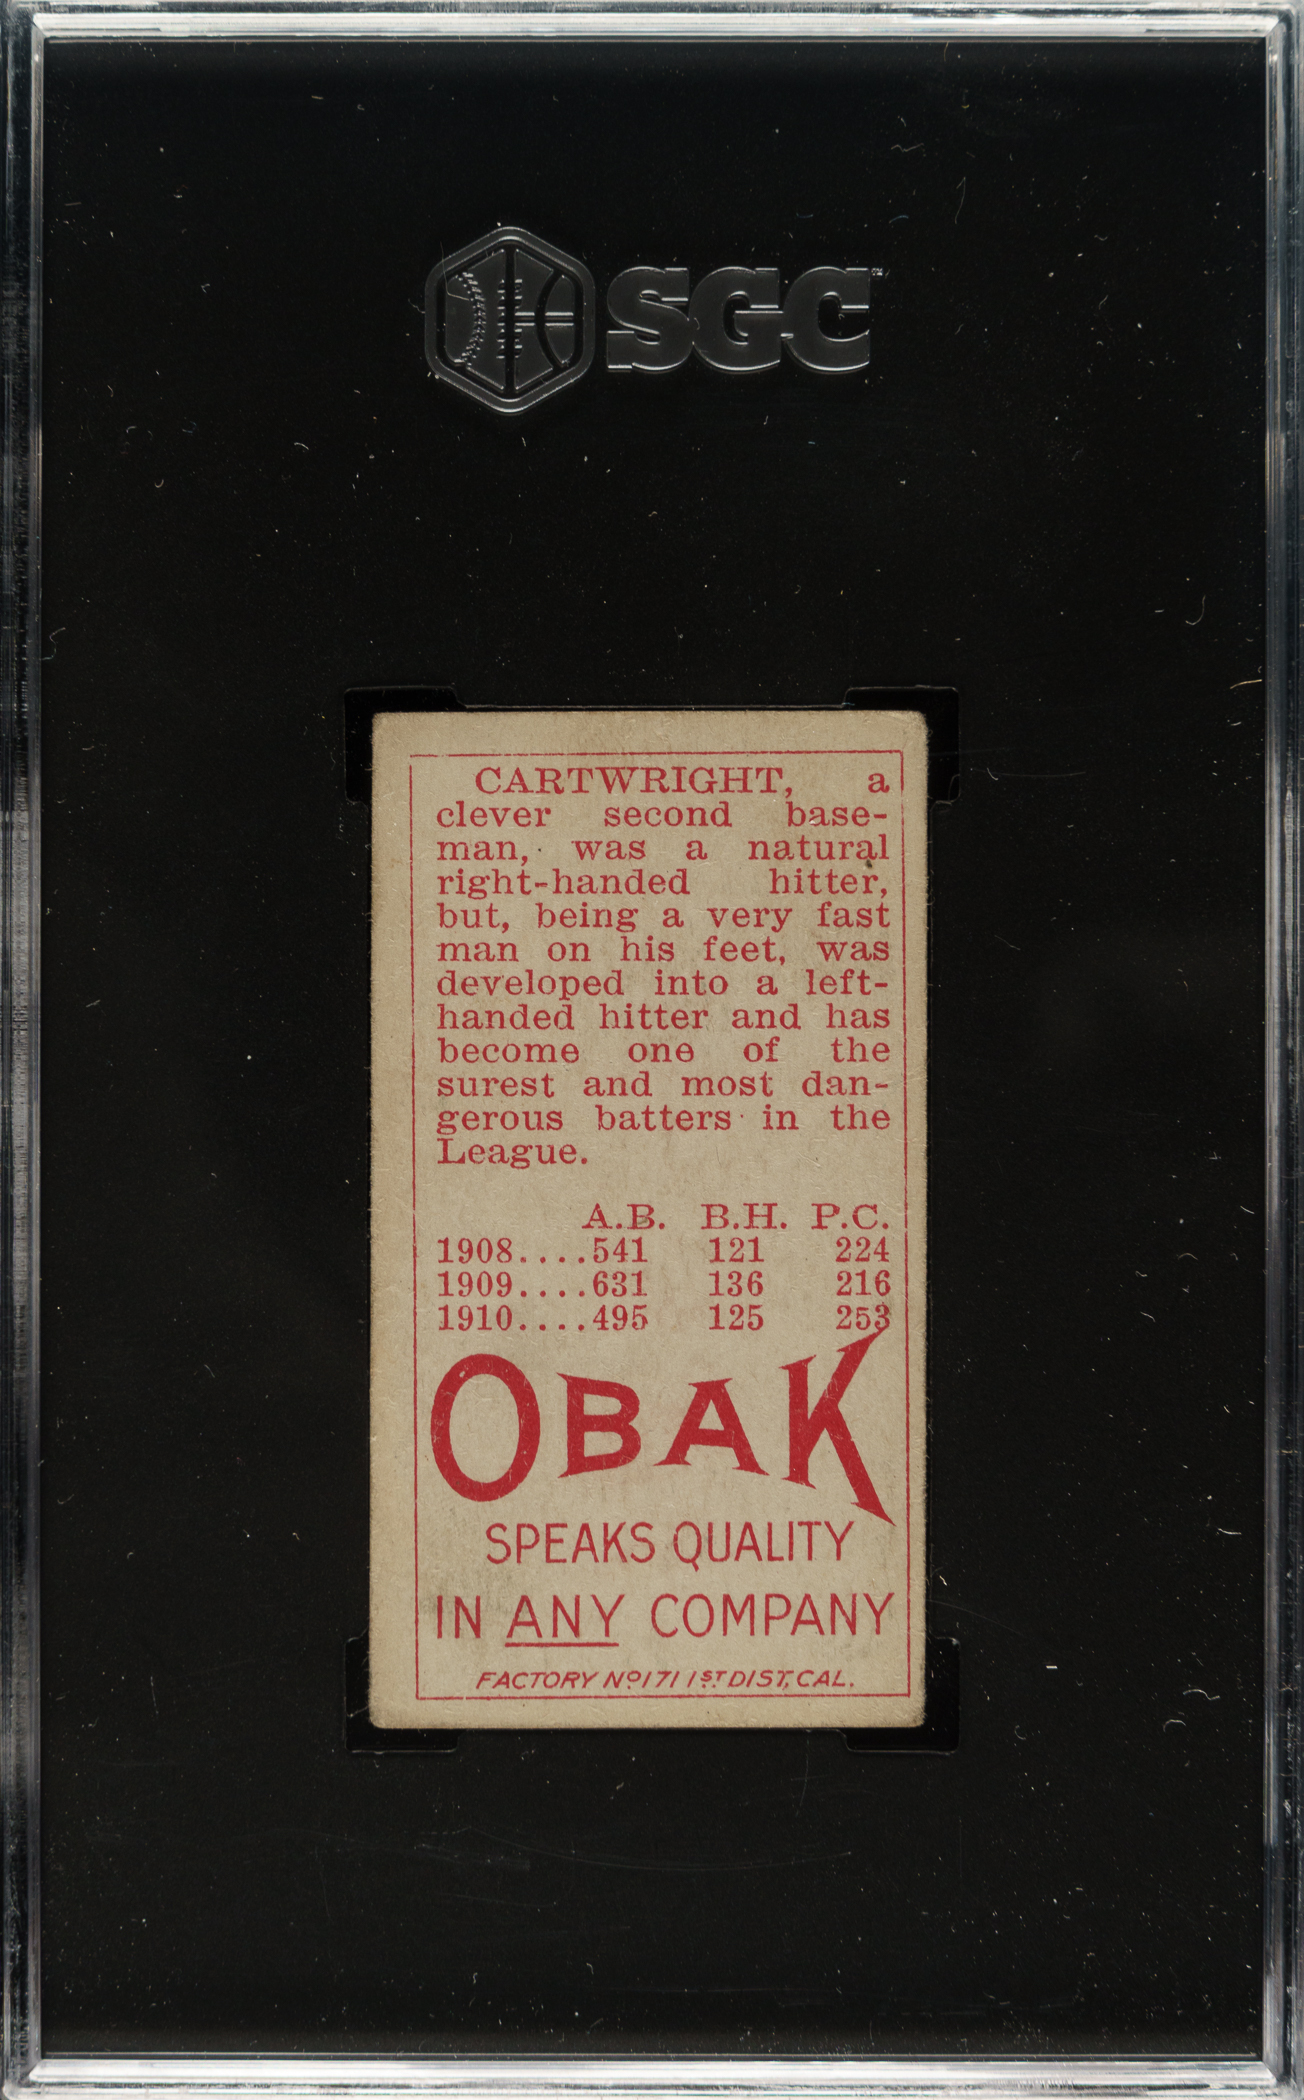 SGC™
CARTWRIGHT, a
clever second base-
man, was a natural
right-handed hitter,
but, being a very fast
man on his feet, was
developed into a left-
handed hitter and has
become one of the
surest and most dan-
gerous batters in the
League.
A.B. B.H. P.C.
1908....541 121 224
1909....631 136 216
1910....495 125 253
OBAK
SPEAKS QUALITY
IN ANY COMPANY
FACTORY Nº 171 1ST DIST, CAL.